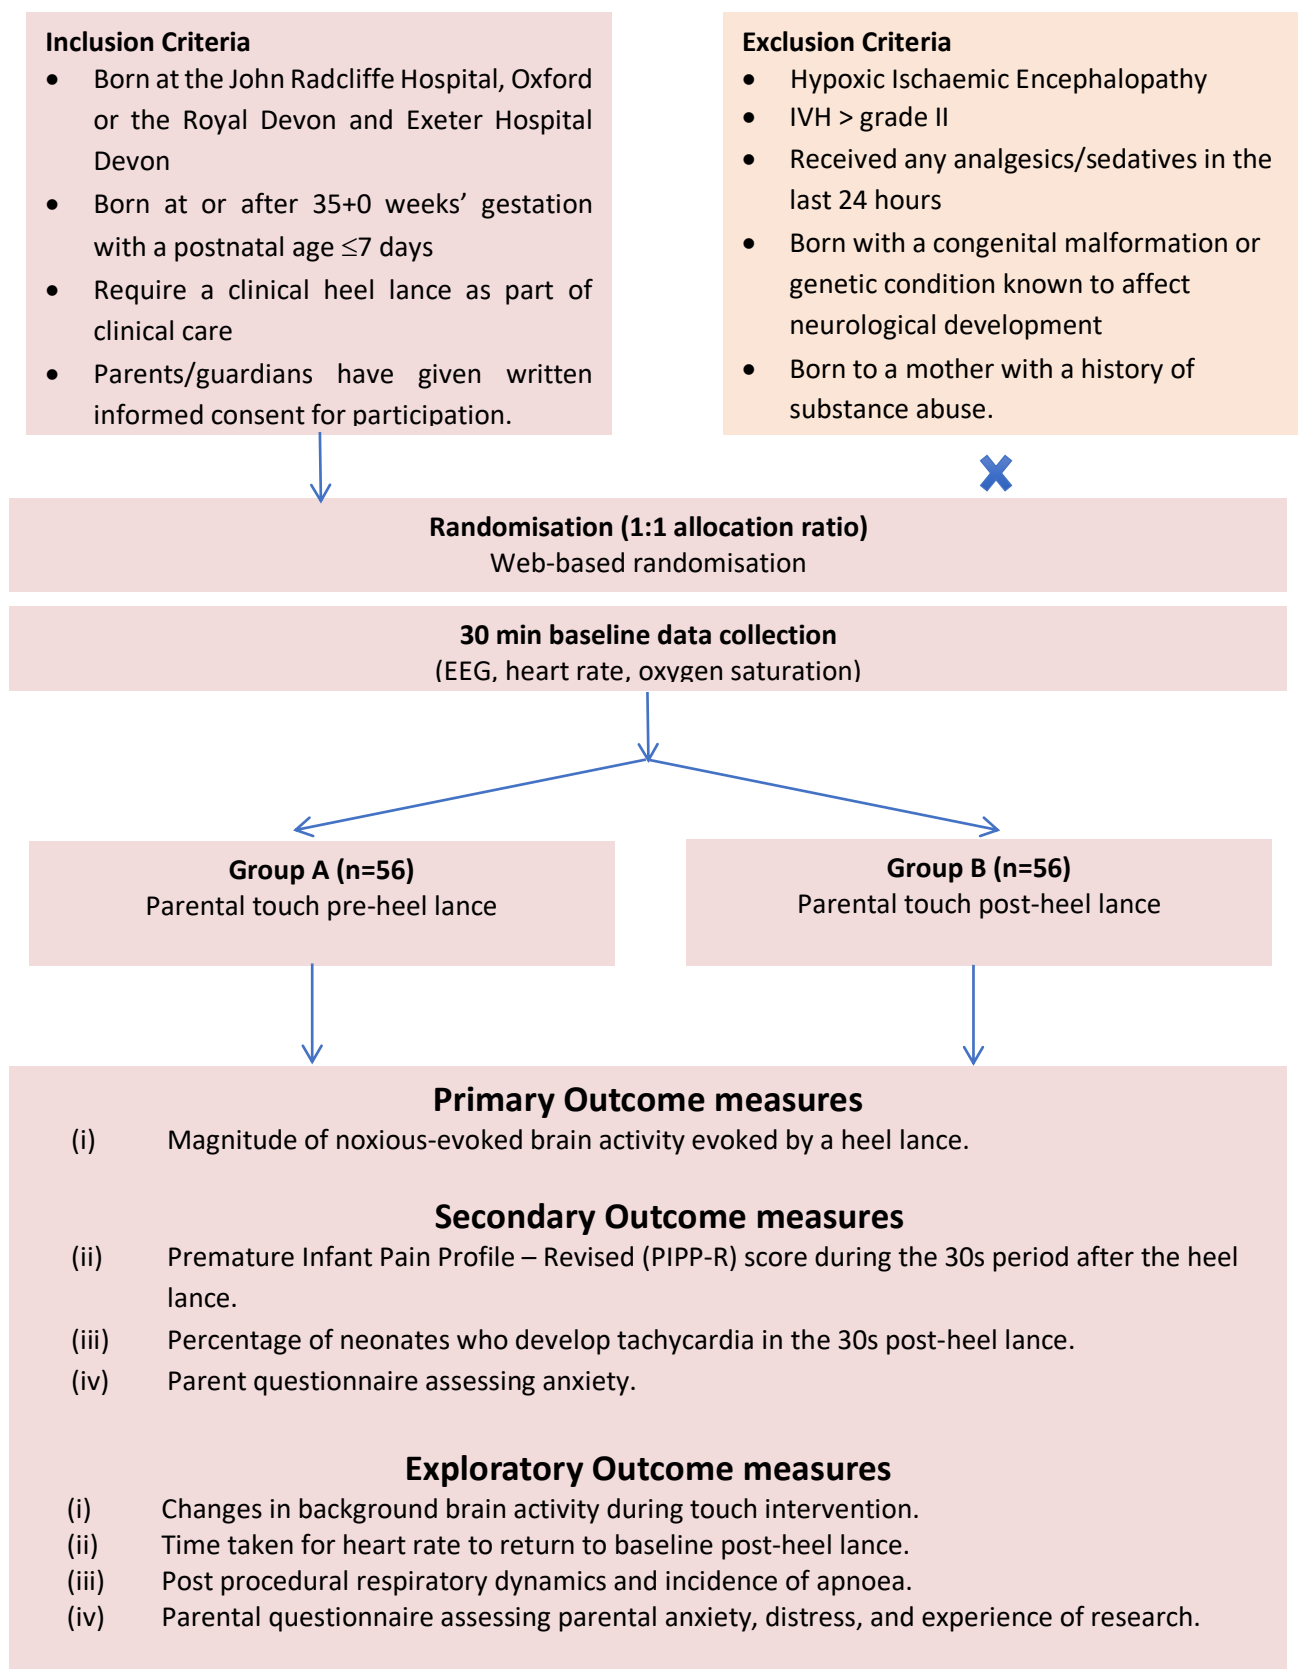 Inclusion Criteria
• Born at the John Radcliffe Hospital, Oxford
or the Royal Devon and Exeter Hospital
Devon
• Born at or after 35+0 weeks’ gestation
with a postnatal age ≤7 days
• Require a clinical heel lance as part of
clinical care
• Parents/guardians have given written
informed consent for participation.
Exclusion Criteria
• Hypoxic Ischaemic Encephalopathy
• IVH > grade II
• Received any analgesics/sedatives in the
last 24 hours
• Born with a congenital malformation or
genetic condition known to affect
neurological development
• Born to a mother with a history of
substance abuse.
Randomisation (1:1 allocation ratio)
Web-based randomisation
30 min baseline data collection
(EEG, heart rate, oxygen saturation)
Group A (n=56)
Parental touch pre-heel lance
Group B (n=56)
Parental touch post-heel lance
Primary Outcome measures
(i) Magnitude of noxious-evoked brain activity evoked by a heel lance.
Secondary Outcome measures
(ii) Premature Infant Pain Profile – Revised (PIPP-R) score during the 30s period after the heel
lance.
(iii) Percentage of neonates who develop tachycardia in the 30s post-heel lance.
(iv) Parent questionnaire assessing anxiety.
Exploratory Outcome measures
(i) Changes in background brain activity during touch intervention.
(ii) Time taken for heart rate to return to baseline post-heel lance.
(iii) Post procedural respiratory dynamics and incidence of apnoea.
(iv) Parental questionnaire assessing parental anxiety, distress, and experience of research.